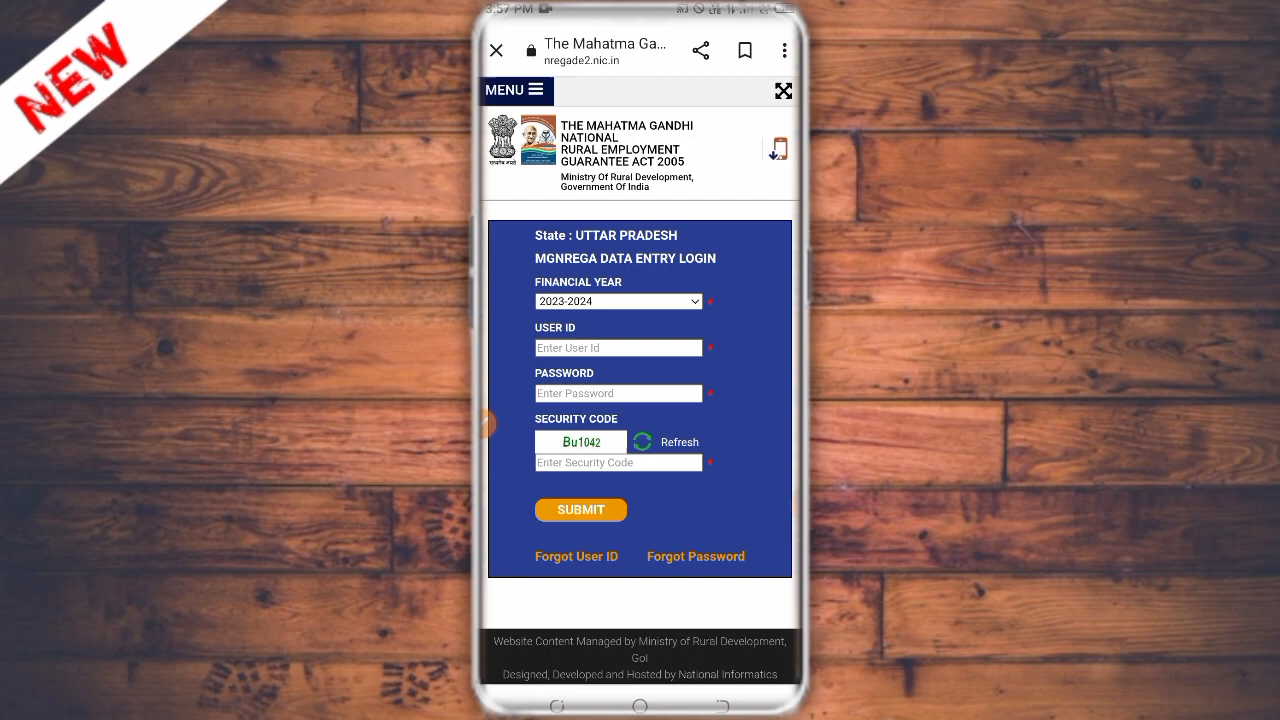 NEW
3:57 PM
LTE
The Mahatma Ga...
nregade2.nic.in
MENU
THE MAHATMA GANDHI
NATIONAL
RURAL EMPLOYMENT
GUARANTEE ACT 2005
Ministry Of Rural Development,
Government Of India
State : UTTAR PRADESH
MGNREGA DATA ENTRY LOGIN
FINANCIAL YEAR
2023-2024
*
USER ID
Enter User Id
*
PASSWORD
Enter Password
*
SECURITY CODE
Bu1042
Refresh
Enter Security Code
*
SUBMIT
Forgot User ID
Forgot Password
Website Content Managed by Ministry of Rural Development,
GoI
Designed, Developed and Hosted by National Informatics